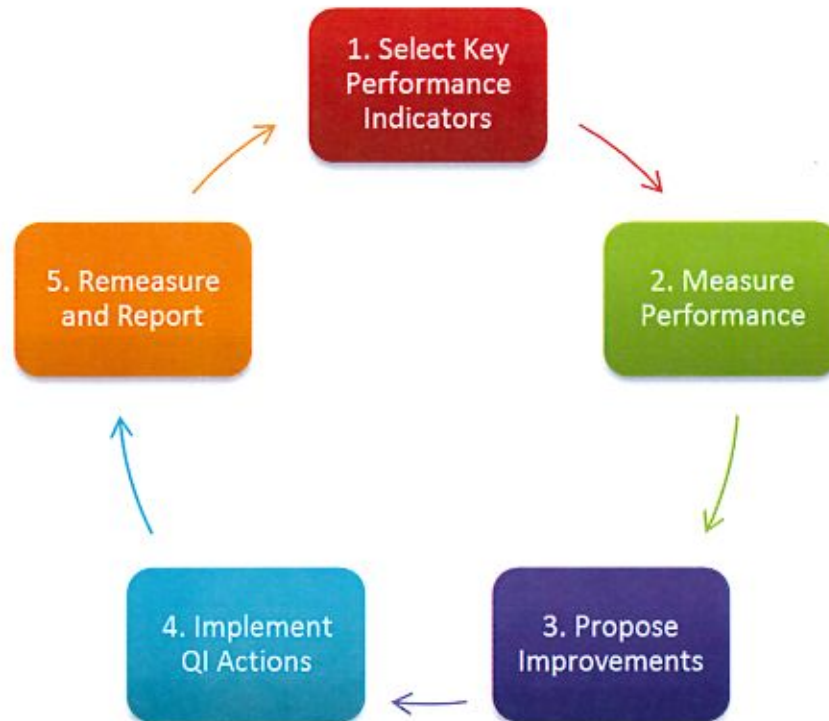 1. Select Key
Performance
Indicators
2. Measure
Performance
3. Propose
Improvements
4. Implement
QI Actions
5. Remeasure
and Report